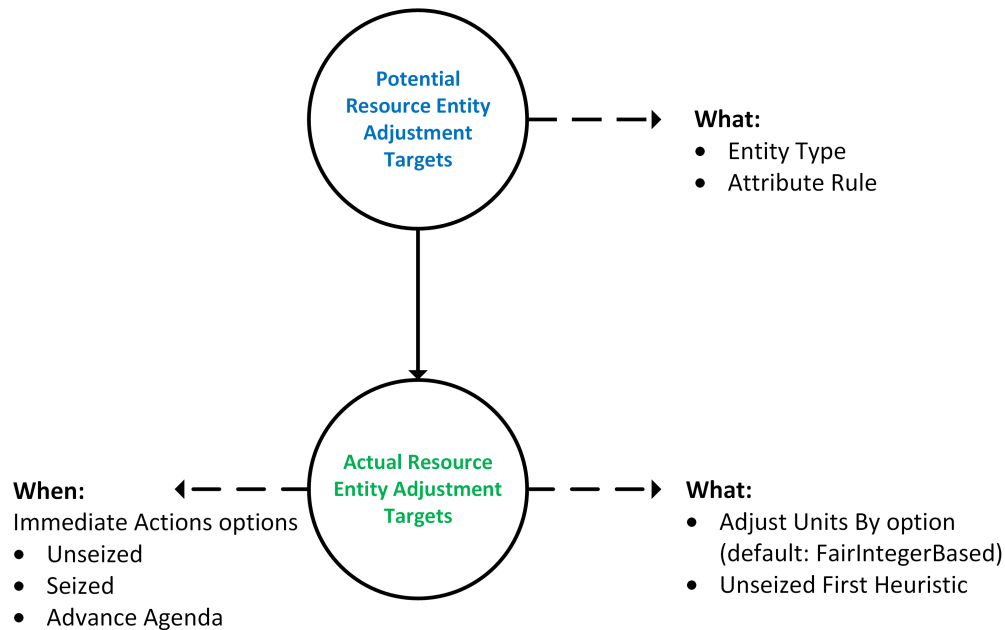 Potential
Resource Entity
Adjustment
Targets
What:
• Entity Type
• Attribute Rule
Actual Resource
Entity Adjustment
Targets
When:
Immediate Actions options
• Unseized
• Seized
• Advance Agenda
What:
• Adjust Units By option
(default: FairIntegerBased)
• Unseized First Heuristic